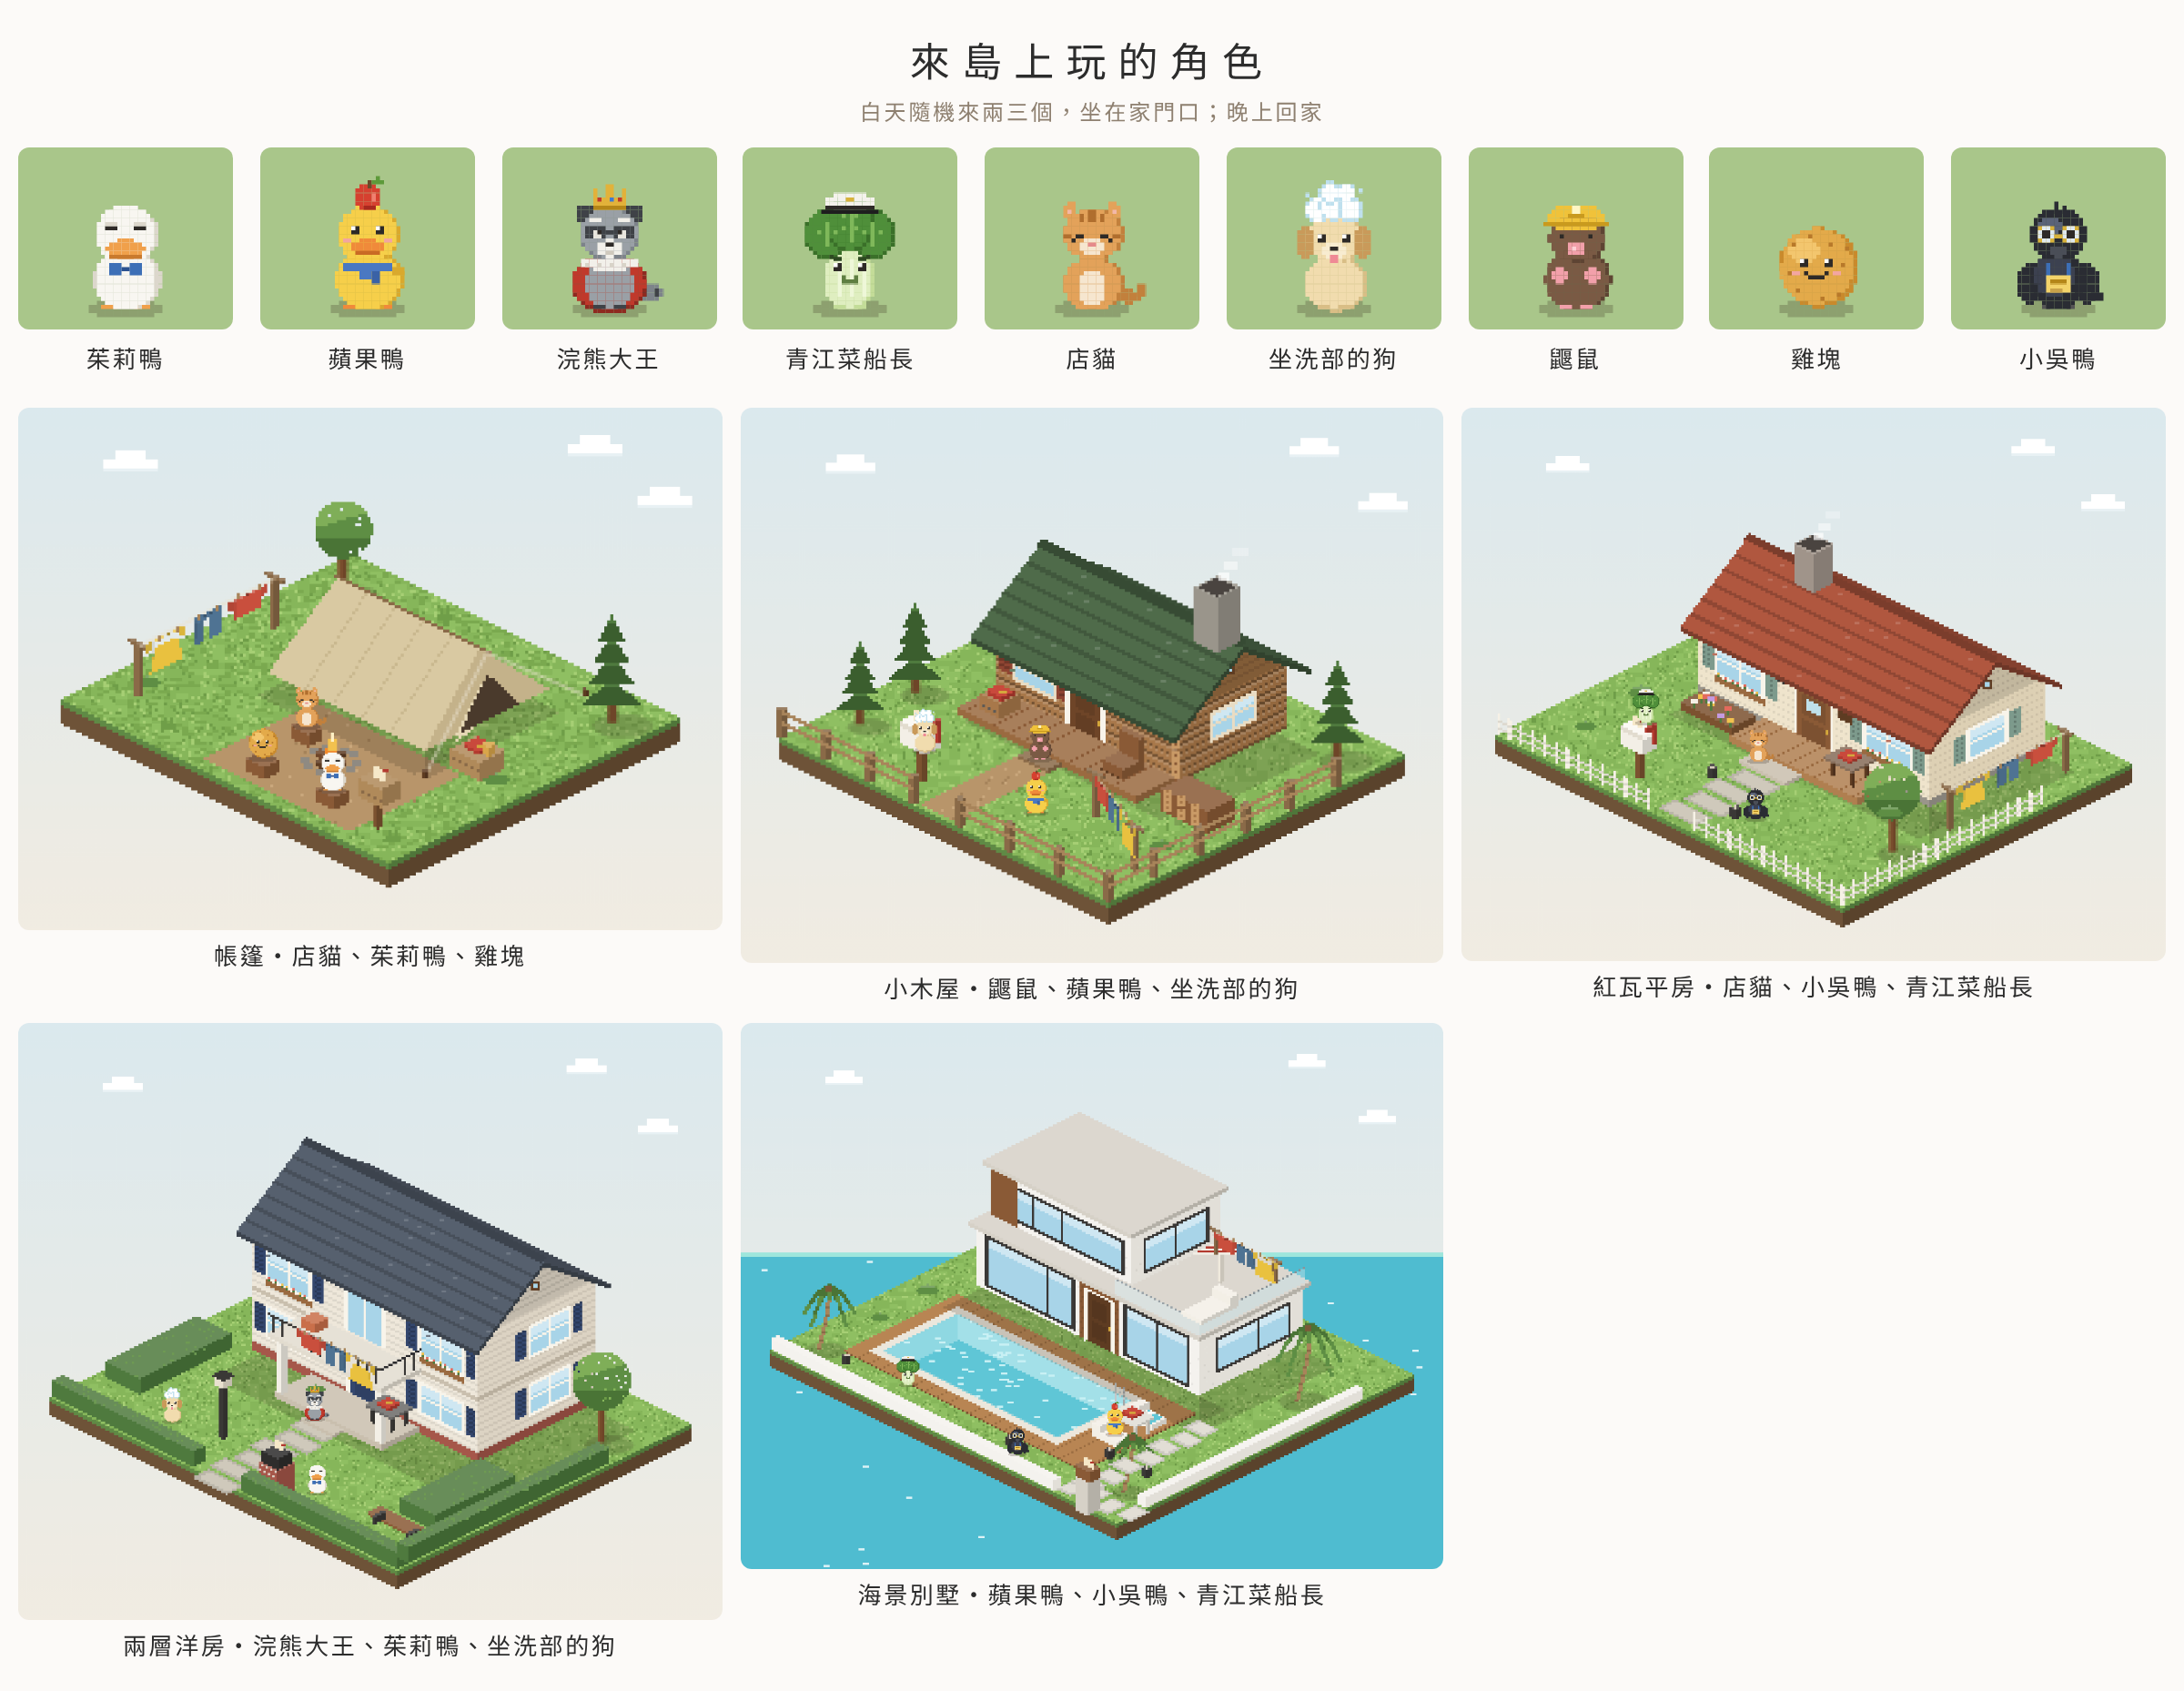 來島上玩的角色
白天隨機來兩三個，坐在家門口；晚上回家
茱莉鴨
蘋果鴨
浣熊大王
青江菜船長
店貓
坐洗部的狗
鼴鼠
雞塊
小吳鴨
帳篷・店貓、茱莉鴨、雞塊
小木屋・鼴鼠、蘋果鴨、坐洗部的狗
紅瓦平房・店貓、小吳鴨、青江菜船長
兩層洋房・浣熊大王、茱莉鴨、坐洗部的狗
海景別墅・蘋果鴨、小吳鴨、青江菜船長